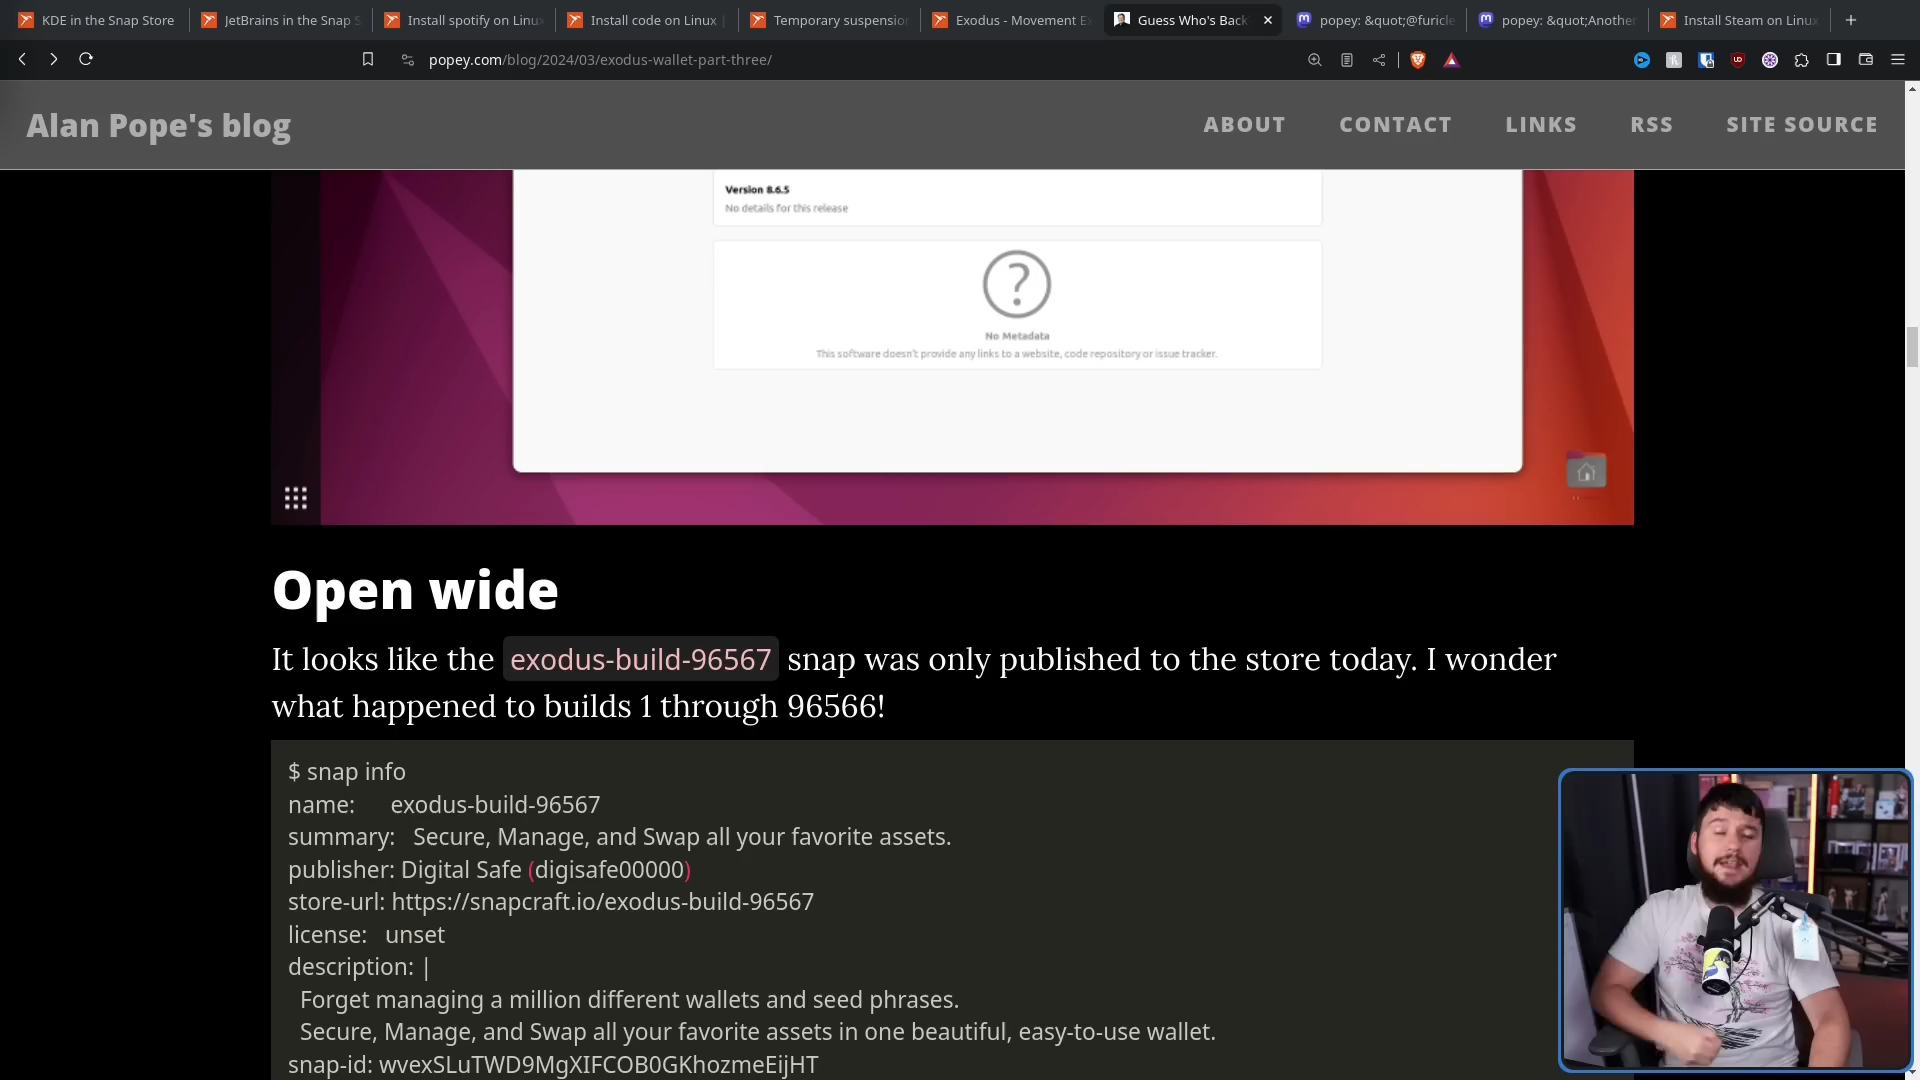 KDE in the Snap Store
JetBrains in the Snap S
Install spotify on Linu
Install code on Linux |
Temporary suspension
Exodus - Movement E
Guess Who's Back
popey: &quot;@furicle
popey: &quot;Another
Install Steam on Linux
popey.com/blog/2024/03/exodus-wallet-part-three/
Alan Pope's blog
ABOUT CONTACT LINKS RSS SITE SOURCE
Version 8.6.5
No details for this release
?
No Metadata
This software doesn't provide any links to a website, code repository or issue tracker.
Open wide
It looks like the exodus-build-96567 snap was only published to the store today. I wonder
what happened to builds 1 through 96566!
$ snap info
name: exodus-build-96567
summary: Secure, Manage, and Swap all your favorite assets.
publisher: Digital Safe (digisafe00000)
store-url: https://snapcraft.io/exodus-build-96567
license: unset
description: |
Forget managing a million different wallets and seed phrases.
Secure, Manage, and Swap all your favorite assets in one beautiful, easy-to-use wallet.
snap-id: wvexSLuTWD9MgXIFCOB0GKhozmeEijHT